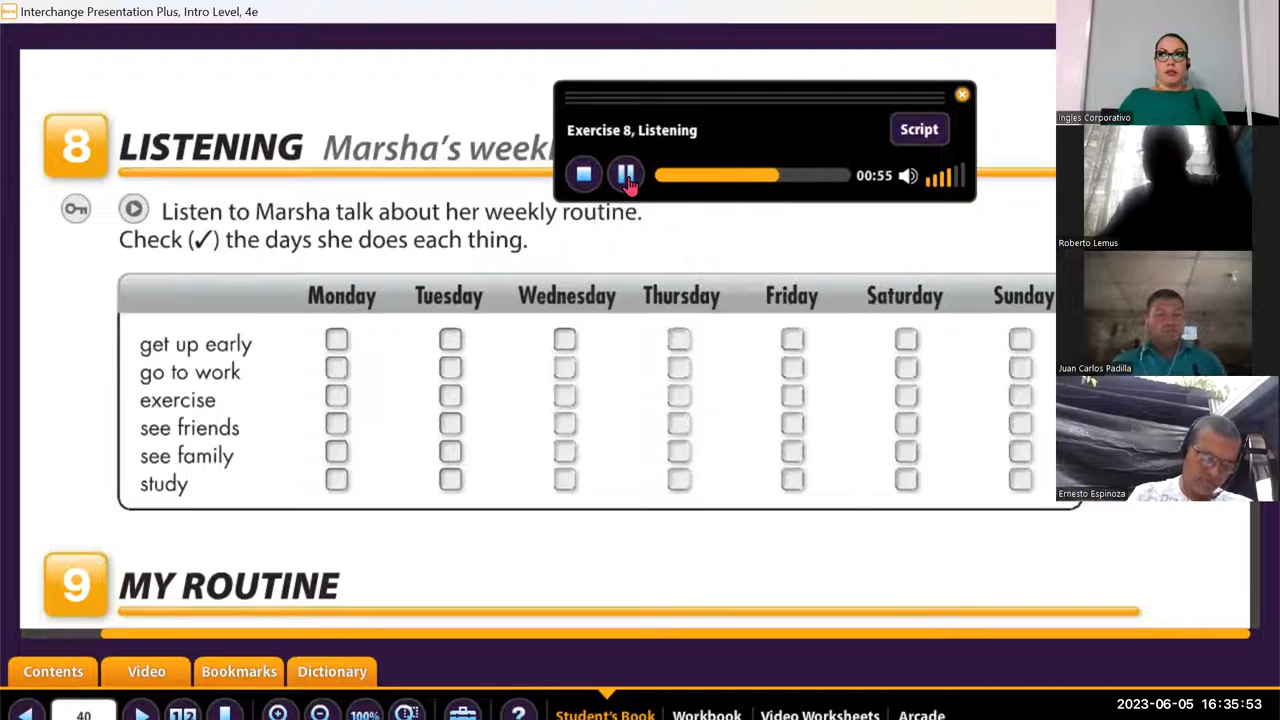 Interchange Presentation Plus, Intro Level, 4e
Exercise 8, Listening
Script
00:55
8 LISTENING Marsha's weekl
Listen to Marsha talk about her weekly routine.
Check (✓) the days she does each thing.
Monday Tuesday Wednesday Thursday Friday Saturday Sunday
get up early
go to work
exercise
see friends
see family
study
9 MY ROUTINE
Ingles Corporativo
Roberto Lemus
Juan Carlos Padilla
Ernesto Espinoza
Contents Video Bookmarks Dictionary
40 1 2 100% ? Student's Book Workbook Video Worksheets Arcade
2023-06-05 16:35:53